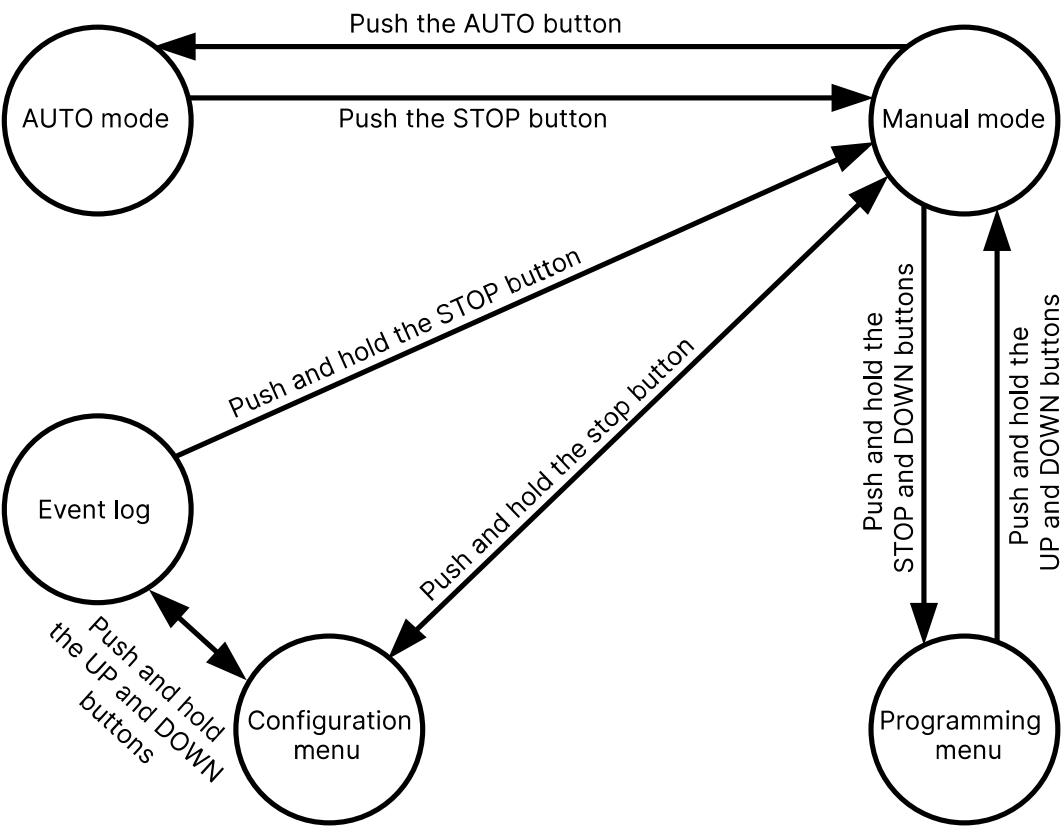 Push the AUTO button
AUTO mode
Push the STOP button
Manual mode
Push and hold the STOP button
Push and hold the stop button
Push and hold the
STOP and DOWN buttons
Push and hold the
UP and DOWN buttons
Event log
Push and hold
the UP and DOWN
buttons
Configuration
menu
Programming
menu